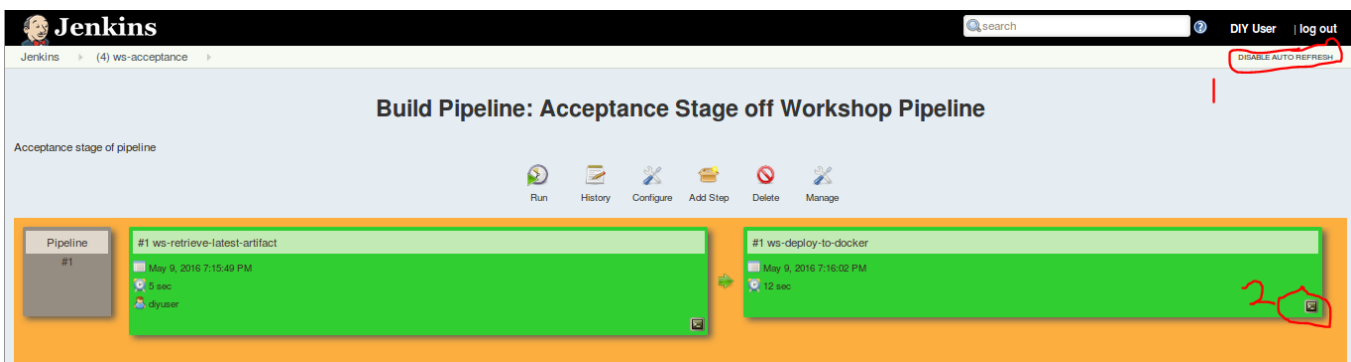 Jenkins
search
DIY User | log out
Jenkins (4) ws-acceptance
DISABLE AUTO REFRESH
1
Build Pipeline: Acceptance Stage off Workshop Pipeline
Acceptance stage of pipeline
Run History Configure Add Step Delete Manage
Pipeline
#1
#1 ws-retrieve-latest-artifact
May 9, 2016 7:15:49 PM
5 sec
diyuser
#1 ws-deploy-to-docker
May 9, 2016 7:16:02 PM
12 sec
2